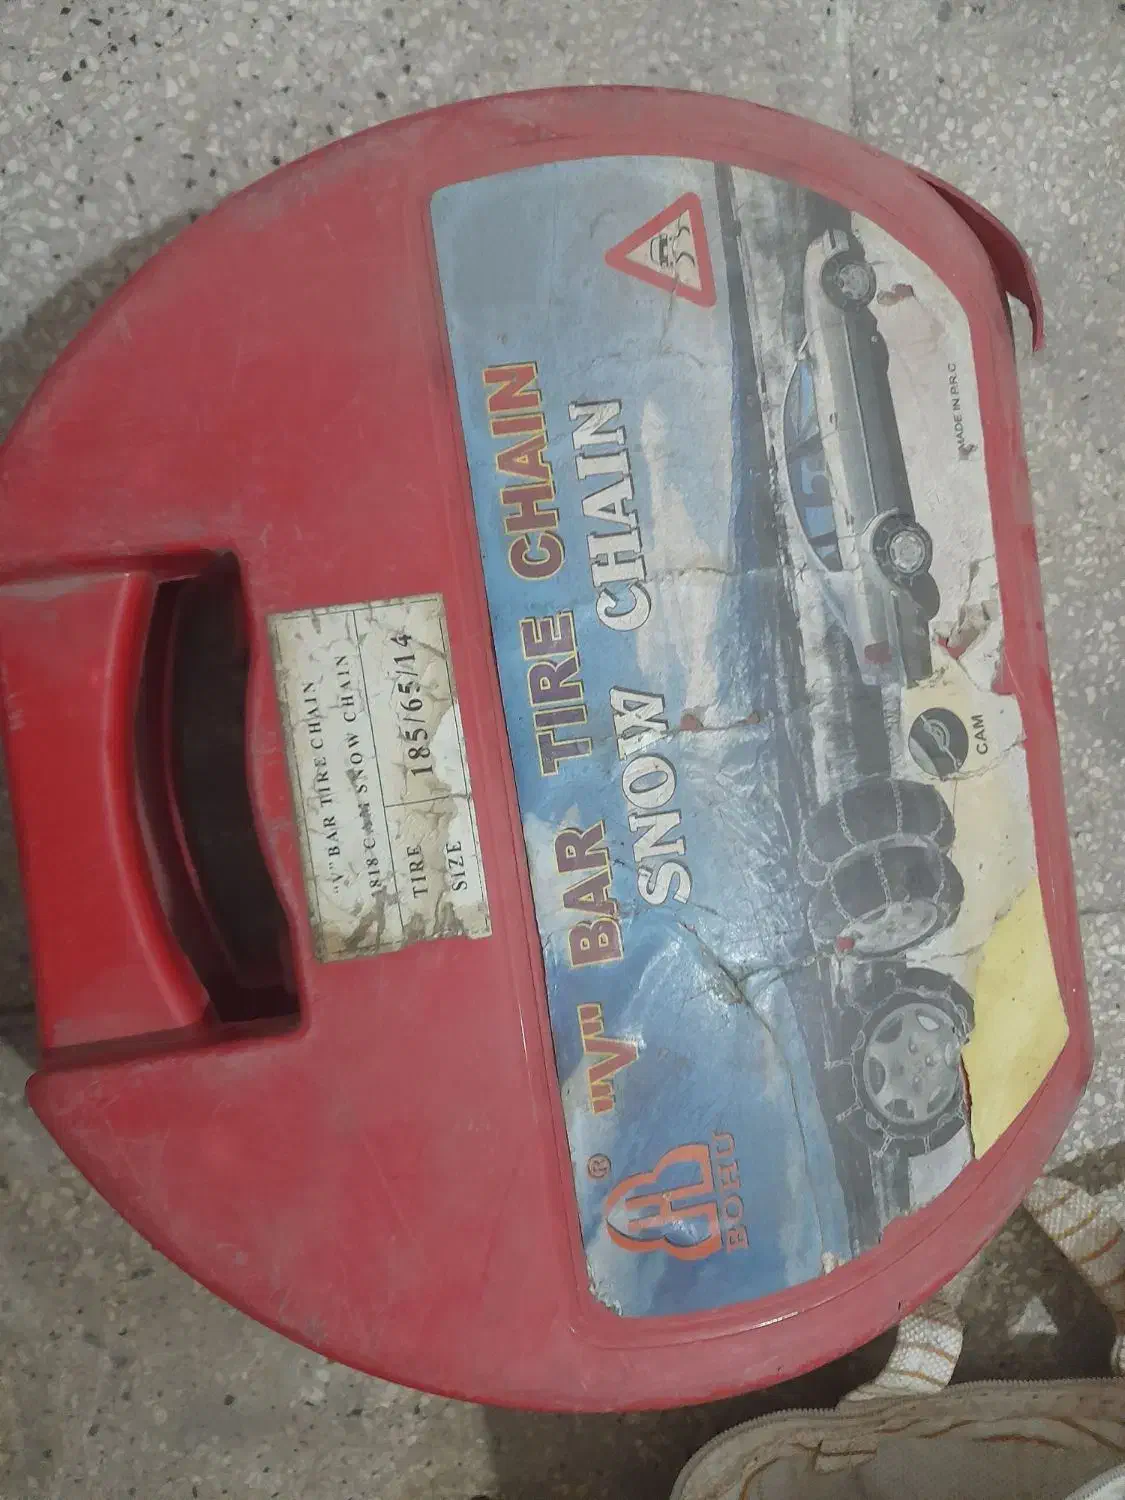 "V" BAR TIRE CHAIN
1818 CAM SNOW CHAIN
TIRE
SIZE
185/65/14
"V" BAR TIRE CHAIN
SNOW CHAIN
®
BOHU
CAM
MADE IN P.R.C